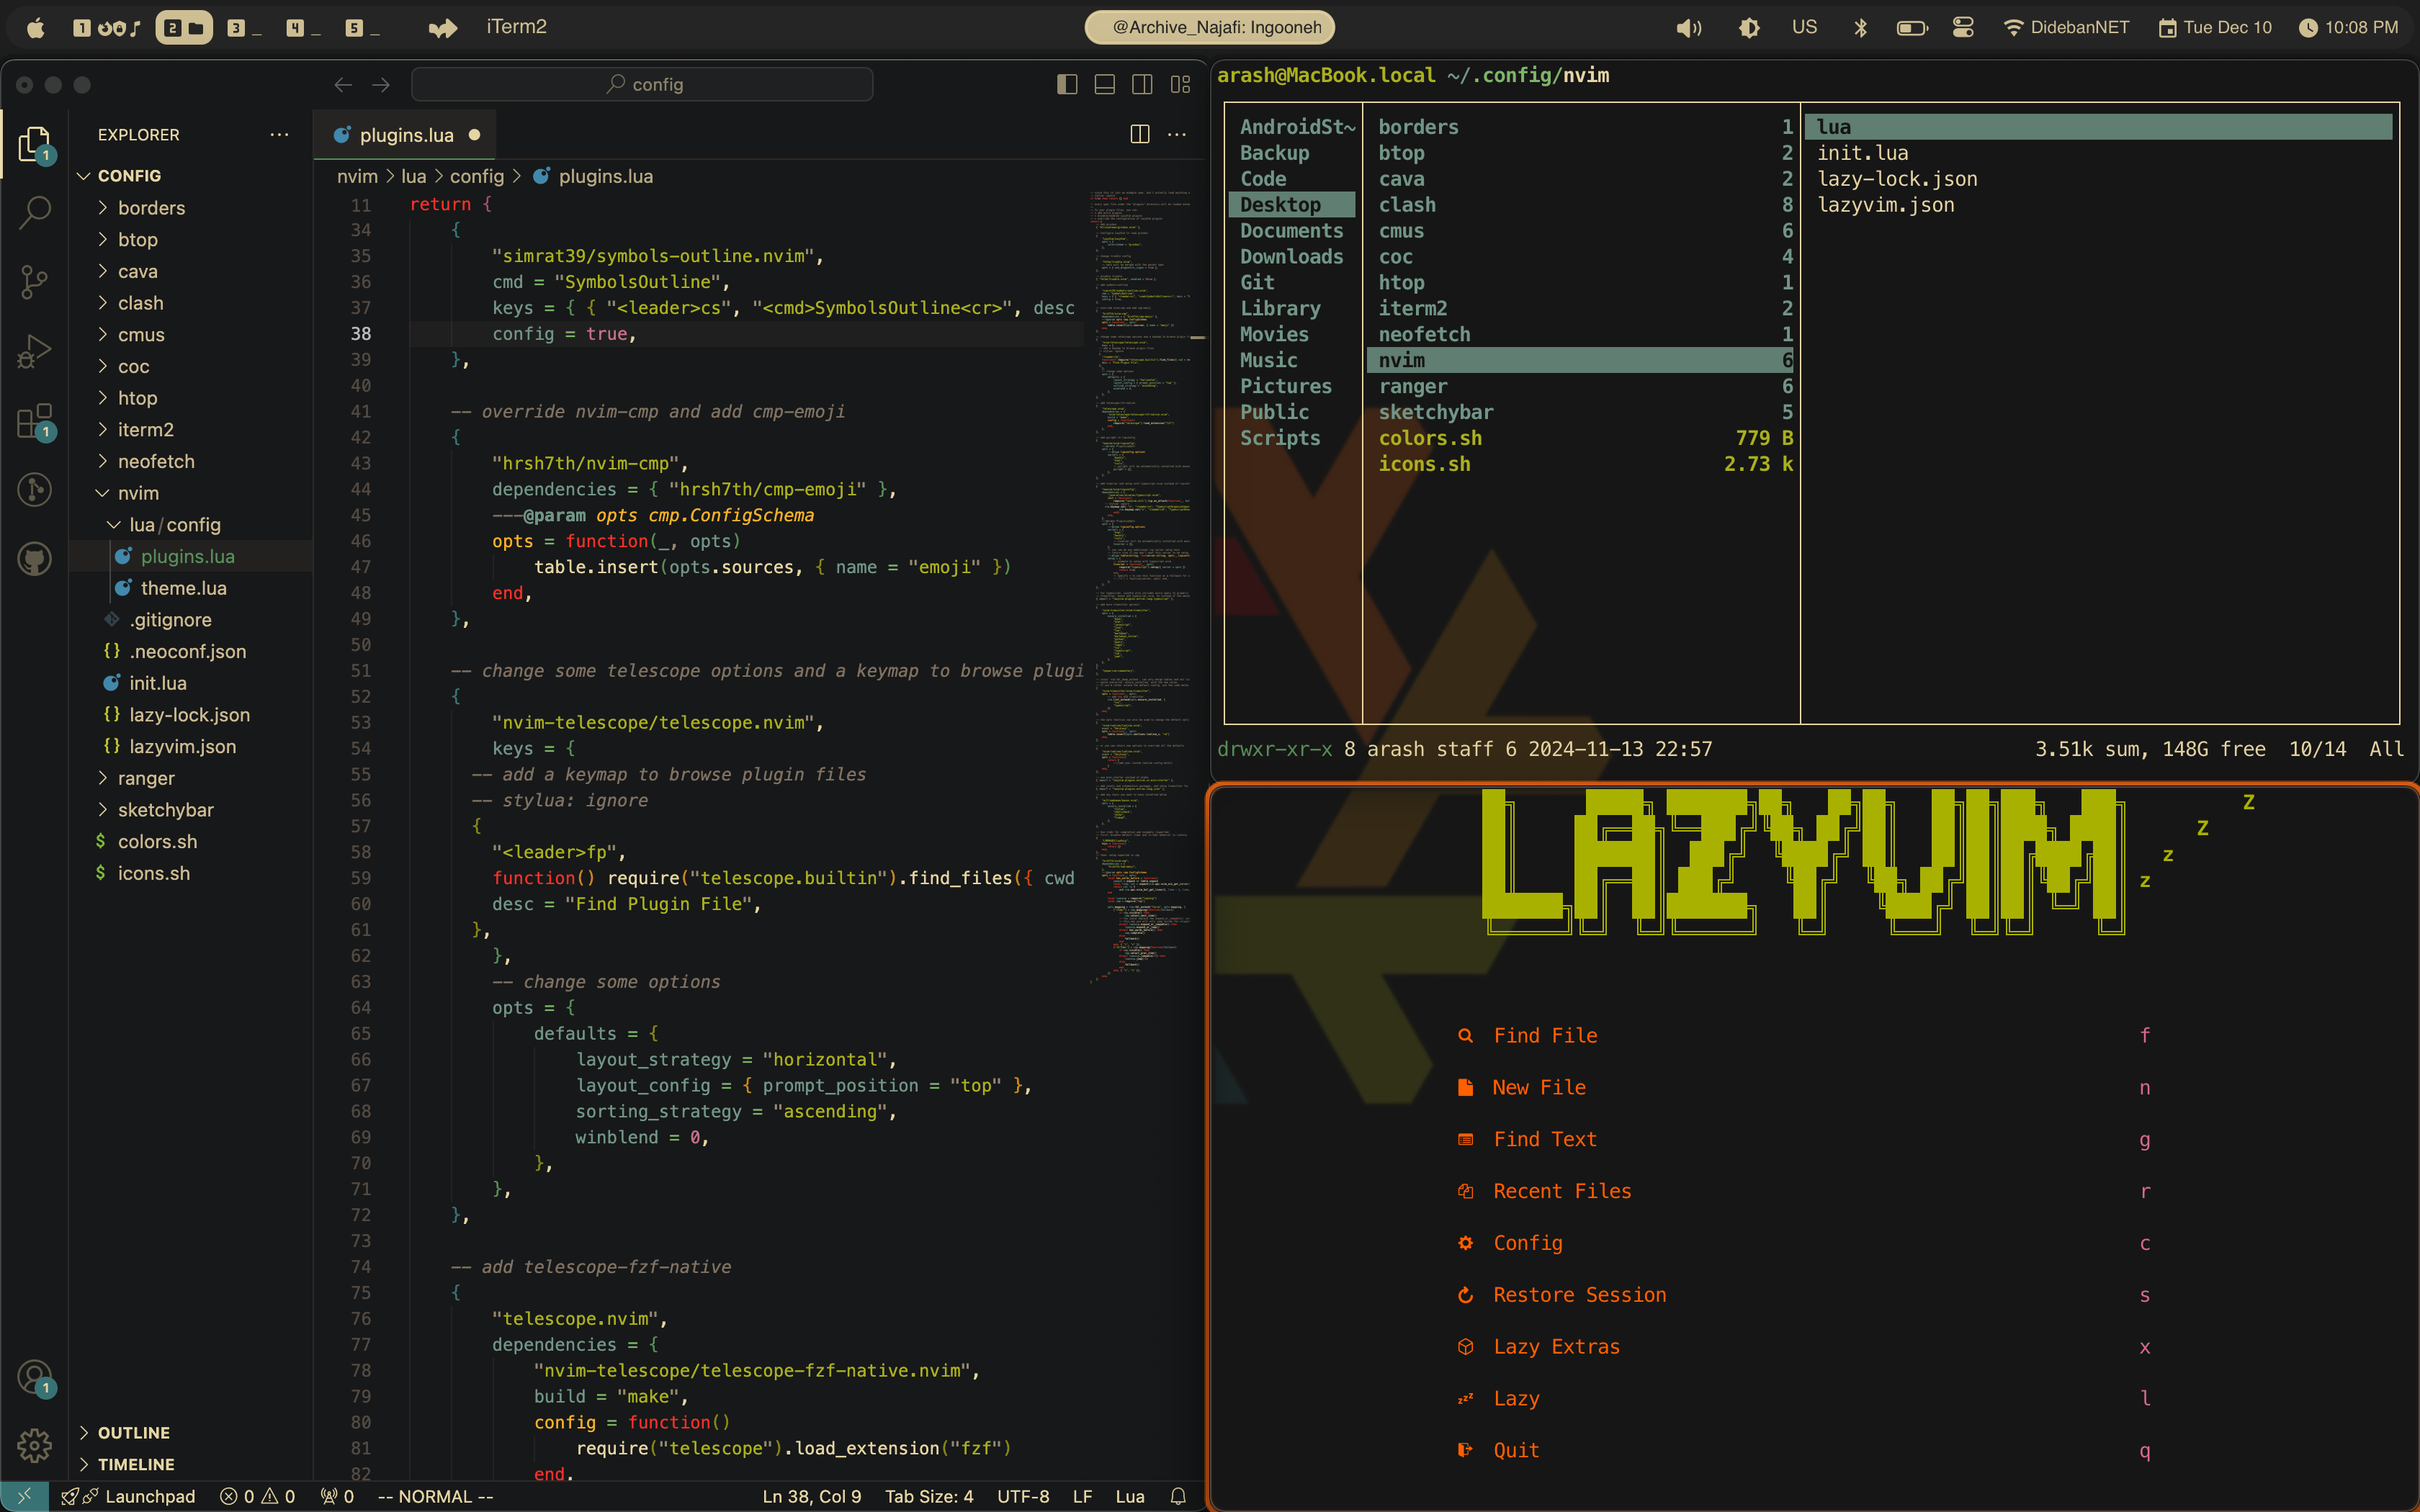 1
2
3 _
4 _
5 _
iTerm2
@Archive_Najafi: Ingooneh
US
DidebanNET
Tue Dec 10
10:08 PM
config
EXPLORER
CONFIG
borders
btop
cava
clash
cmus
coc
htop
iterm2
neofetch
nvim
lua/config
plugins.lua
theme.lua
.gitignore
.neoconf.json
init.lua
lazy-lock.json
lazyvim.json
ranger
sketchybar
$ colors.sh
$ icons.sh
OUTLINE
TIMELINE
1
1
1
plugins.lua
nvim > lua > config > plugins.lua
11 return {
34 {
35 "simrat39/symbols-outline.nvim",
36 cmd = "SymbolsOutline",
37 keys = { { "<leader>cs", "<cmd>SymbolsOutline<cr>", desc
38 config = true,
39 },
40
41 -- override nvim-cmp and add cmp-emoji
42 {
43 "hrsh7th/nvim-cmp",
44 dependencies = { "hrsh7th/cmp-emoji" },
45 ---@param opts cmp.ConfigSchema
46 opts = function(_, opts)
47 table.insert(opts.sources, { name = "emoji" })
48 end,
49 },
50
51 -- change some telescope options and a keymap to browse plugi
52 {
53 "nvim-telescope/telescope.nvim",
54 keys = {
55 -- add a keymap to browse plugin files
56 -- stylua: ignore
57 {
58 "<leader>fp",
59 function() require("telescope.builtin").find_files({ cwd
60 desc = "Find Plugin File",
61 },
62 },
63 -- change some options
64 opts = {
65 defaults = {
66 layout_strategy = "horizontal",
67 layout_config = { prompt_position = "top" },
68 sorting_strategy = "ascending",
69 winblend = 0,
70 },
71 },
72 },
73
74 -- add telescope-fzf-native
75 {
76 "telescope.nvim",
77 dependencies = {
78 "nvim-telescope/telescope-fzf-native.nvim",
79 build = "make",
80 config = function()
81 require("telescope").load_extension("fzf")
82 end,
Launchpad
0
0
0
-- NORMAL --
Ln 38, Col 9
Tab Size: 4
UTF-8
LF
Lua
arash@MacBook.local ~/.config/nvim
AndroidSt~
Backup
Code
Desktop
Documents
Downloads
Git
Library
Movies
Music
Pictures
Public
Scripts
borders 1
btop 2
cava 2
clash 8
cmus 6
coc 4
htop 1
iterm2 2
neofetch 1
nvim 6
ranger 6
sketchybar 5
colors.sh 779 B
icons.sh 2.73 k
lua
init.lua
lazy-lock.json
lazyvim.json
drwxr-xr-x 8 arash staff 6 2024-11-13 22:57
3.51k sum, 148G free 10/14 All
LAZYVIM
Z
Z
z
z
Find File f
New File n
Find Text g
Recent Files r
Config c
Restore Session s
Lazy Extras x
Lazy l
Quit q